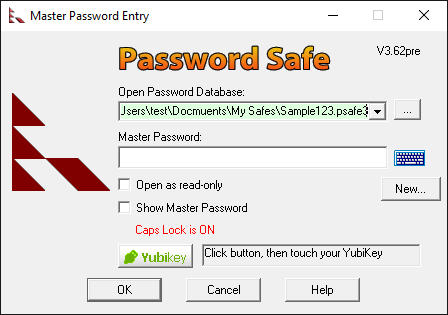 Master Password Entry
Password Safe
V3.62pre
Open Password Database:
Jsers\test\Docmuents\My Safes\Sample123.psafe3
...
Master Password:
Open as read-only
New...
Show Master Password
Caps Lock is ON
Yubikey
Click button, then touch your YubiKey
OK
Cancel
Help